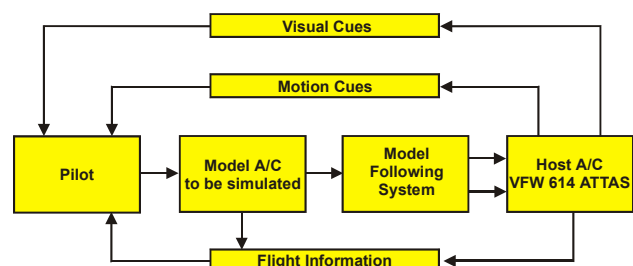 Visual Cues
Motion Cues
Pilot
Model A/C
to be simulated
Model
Following
System
Host A/C
VFW 614 ATTAS
Flight Information